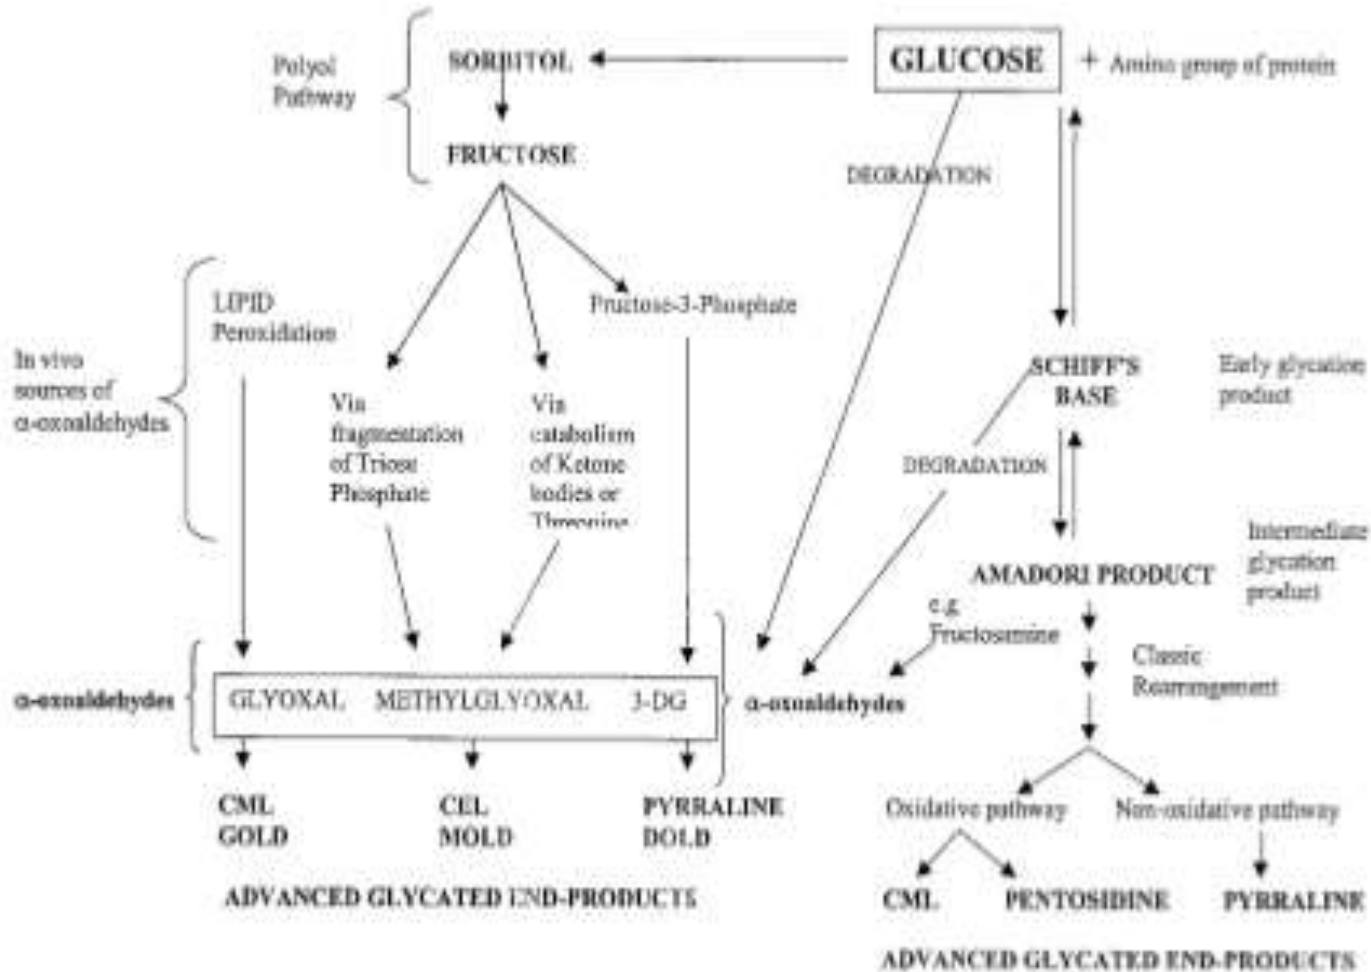 Polyol
Pathway
SORBITOL
GLUCOSE
+ Amino group of protein
FRUCTOSE
DEGRADATION
LIPID
Peroxidation
Fructose-3-Phosphate
In vivo
sources of
α-oxoaldehydes
Via
fragmentation
of Triose
Phosphate
Via
catabolism
of Ketone
bodies or
Threonine
SCHIFF'S
BASE
Early glycation
product
DEGRADATION
AMADORI PRODUCT
Intermediate
glycation
product
e.g
Fructosamine
Classic
Rearrangement
α-oxoaldehydes
GLYOXAL METHYLGLYOXAL 3-DG
α-oxoaldehydes
CML
GOLD
CEL
MOLD
PYRRALINE
DOLD
Oxidative pathway
Non-oxidative pathway
ADVANCED GLYCATED END-PRODUCTS
CML PENTOSIDINE PYRRALINE
ADVANCED GLYCATED END-PRODUCTS